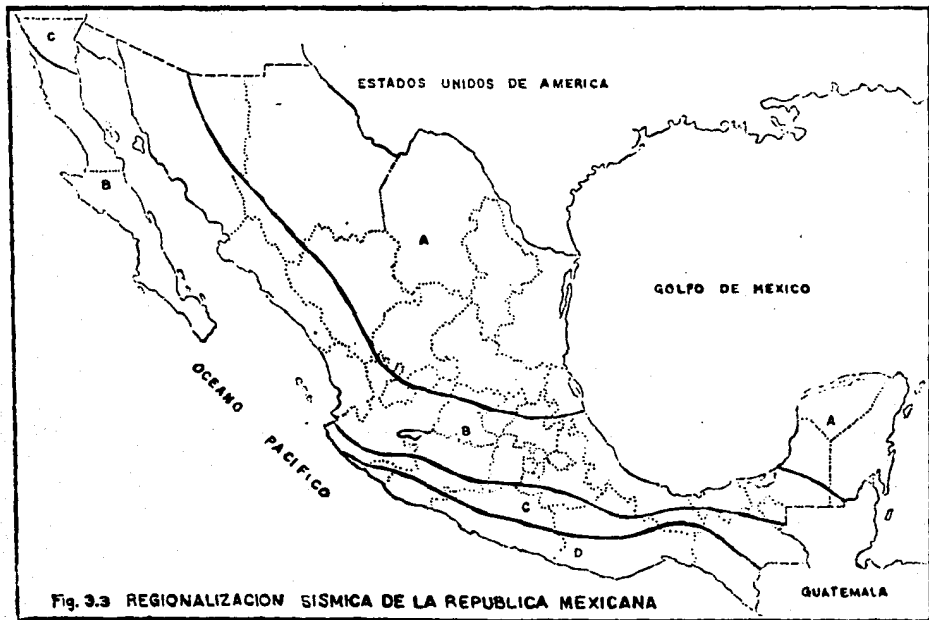 C
ESTADOS UNIDOS DE AMERICA
B
A
GOLFO DE MEXICO
OCEANO
PACIFICO
A
B
C
D
GUATEMALA
Fig. 3.3 REGIONALIZACION SISMICA DE LA REPUBLICA MEXICANA